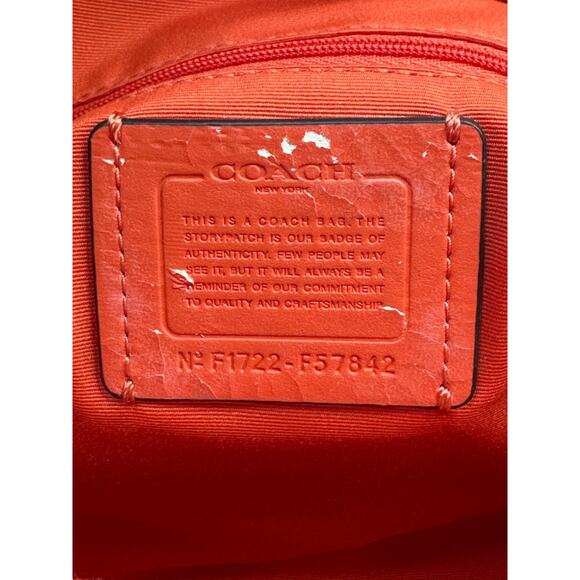 COACH
NEW YORK
THIS IS A COACH BAG. THE
STORYPATCH IS OUR BADGE OF
AUTHENTICITY. FEW PEOPLE MAY
SEE IT, BUT IT WILL ALWAYS BE A
REMINDER OF OUR COMMITMENT
TO QUALITY AND CRAFTSMANSHIP
Nº F1722-F57842